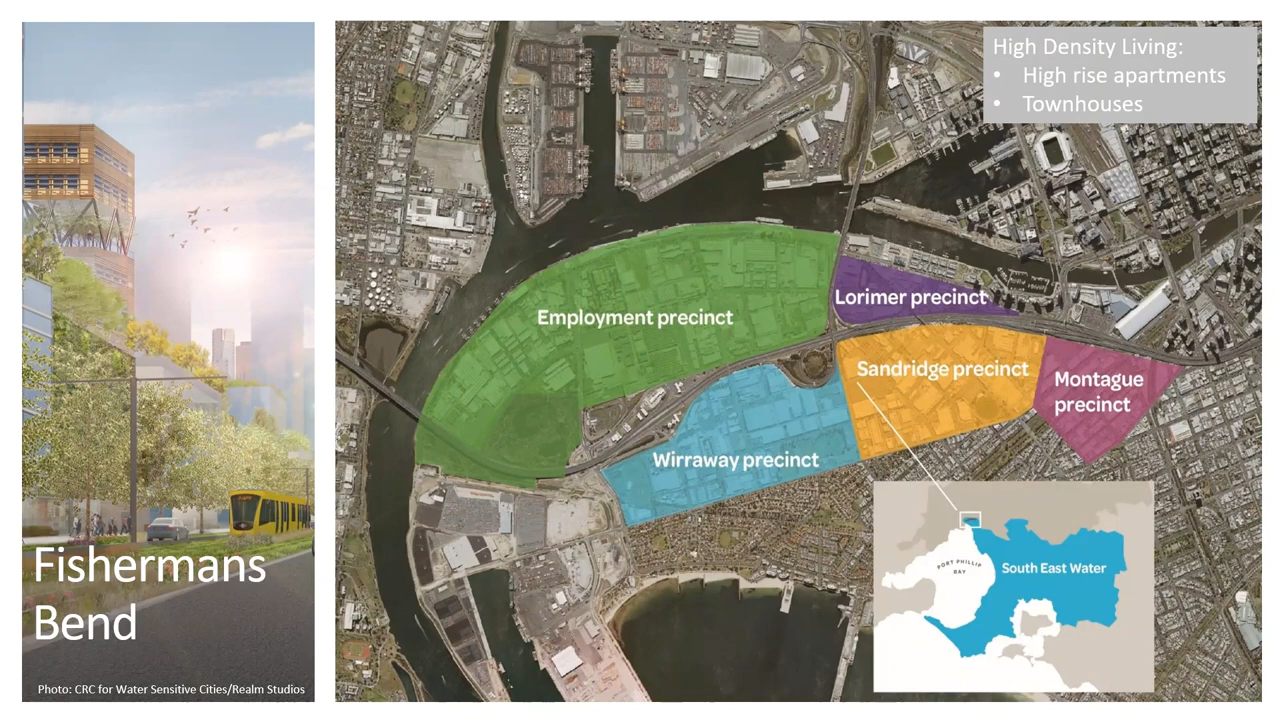 Fishermans
Bend
Photo: CRC for Water Sensitive Cities/Realm Studios
High Density Living:
• High rise apartments
• Townhouses
Employment precinct
Lorimer precinct
Sandridge precinct
Montague
precinct
Wirraway precinct
PORT PHILLIP
BAY
South East Water